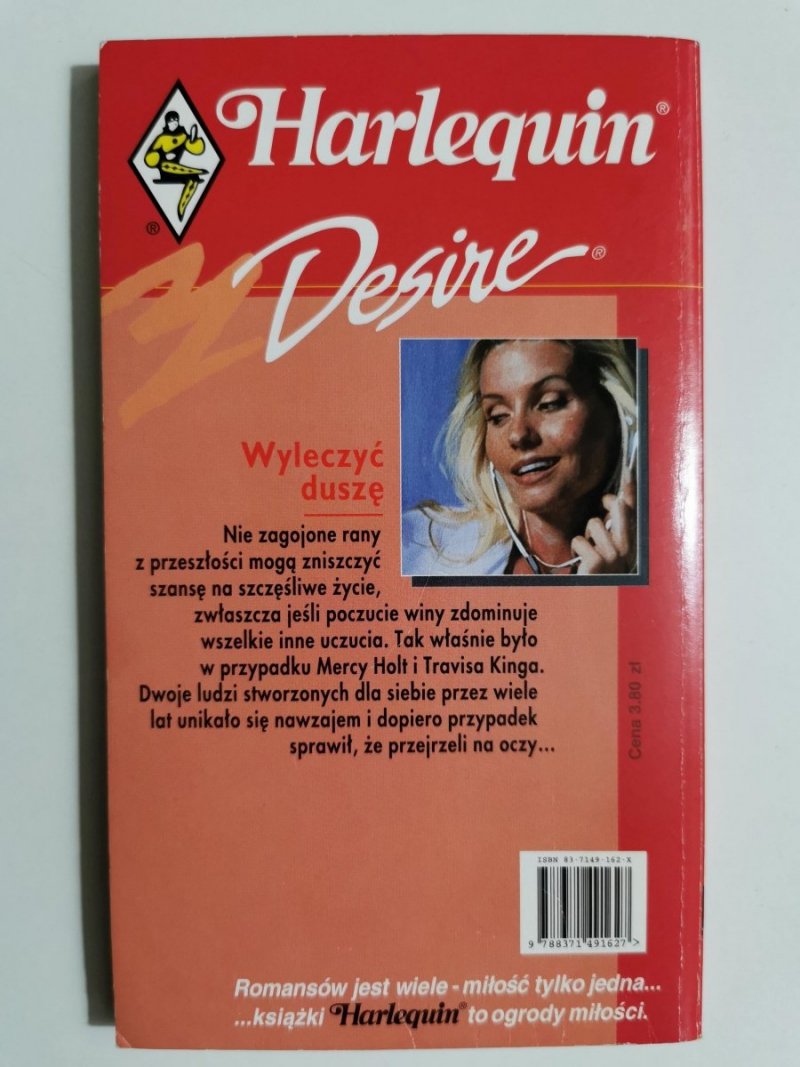 Harlequin®
®
Desire®
Wyleczyć
duszę
Nie zagojone rany
z przeszłości mogą zniszczyć
szansę na szczęśliwe życie,
zwłaszcza jeśli poczucie winy zdominuje
wszelkie inne uczucia. Tak właśnie było
w przypadku Mercy Holt i Travisa Kinga.
Dwoje ludzi stworzonych dla siebie przez wiele
lat unikało się nawzajem i dopiero przypadek
sprawił, że przejrzeli na oczy...
Cena 3.80 zł
ISBN 83-7149-162-X
9 788371 491627 >
Romansów jest wiele - miłość tylko jedna...
...książki Harlequin® to ogrody miłości.